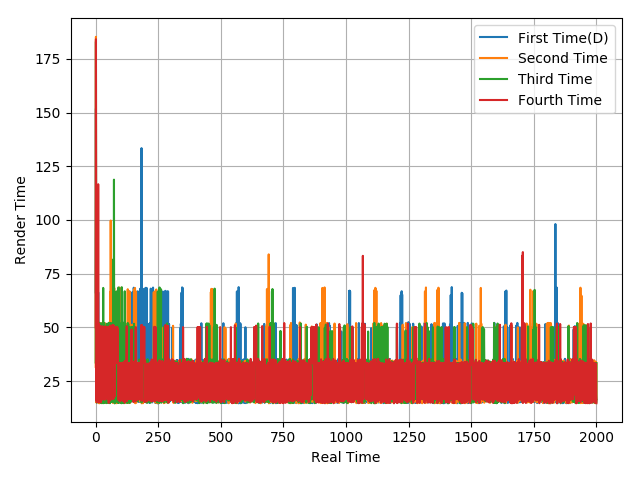 First Time(D)
Second Time
Third Time
Fourth Time
175
150
125
100
75
50
25
Render Time
0
250
500
750
1000
1250
1500
1750
2000
Real Time